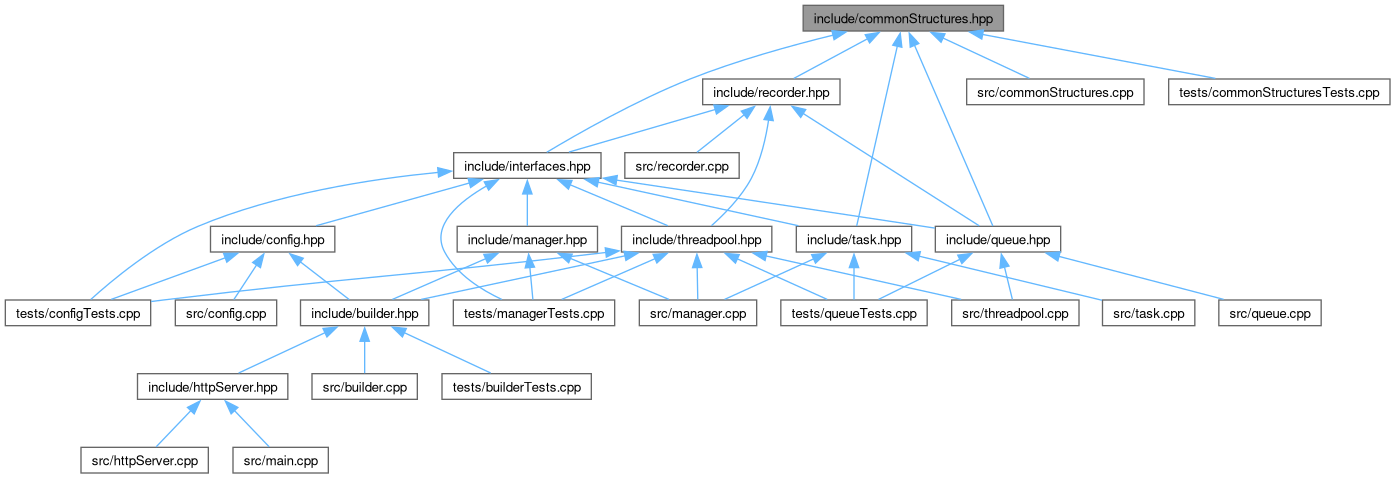 include/commonStructures.hpp
include/recorder.hpp
src/commonStructures.cpp
tests/commonStructuresTests.cpp
include/interfaces.hpp
src/recorder.cpp
include/config.hpp
include/manager.hpp
include/threadpool.hpp
include/task.hpp
include/queue.hpp
tests/configTests.cpp
src/config.cpp
include/builder.hpp
tests/managerTests.cpp
src/manager.cpp
tests/queueTests.cpp
src/threadpool.cpp
src/task.cpp
src/queue.cpp
include/httpServer.hpp
src/builder.cpp
tests/builderTests.cpp
src/httpServer.cpp
src/main.cpp